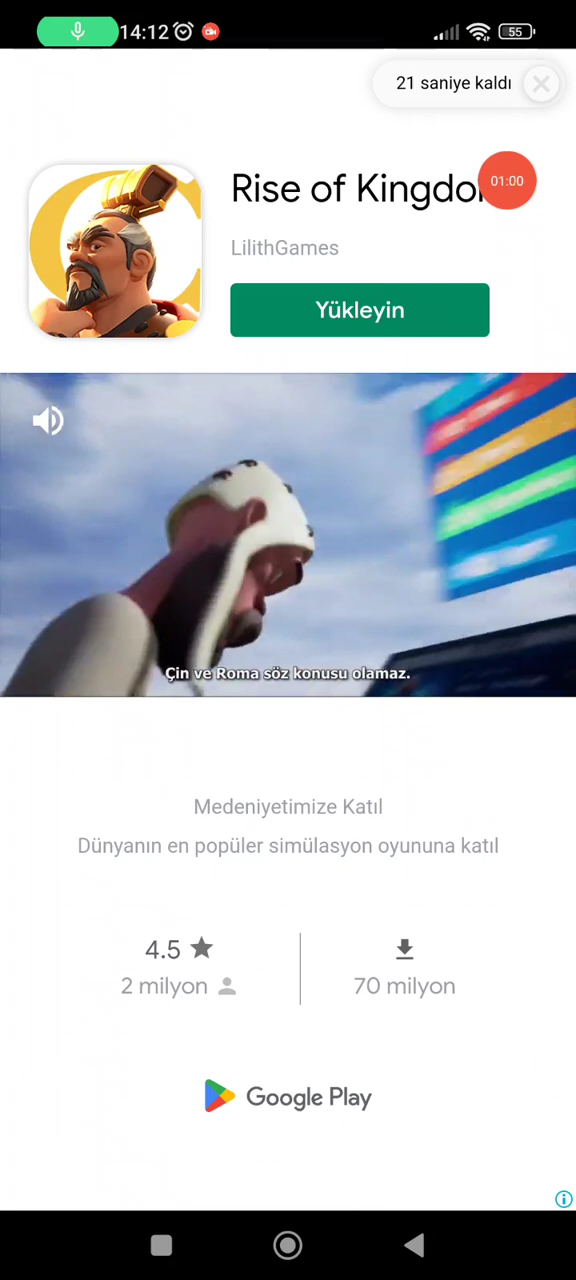 14:12
55
21 saniye kaldı
Rise of Kingdo
01:00
LilithGames
Yükleyin
Çin ve Roma söz konusu olamaz.
Medeniyetimize Katıl
Dünyanın en popüler simülasyon oyununa katıl
4.5
2 milyon
70 milyon
Google Play